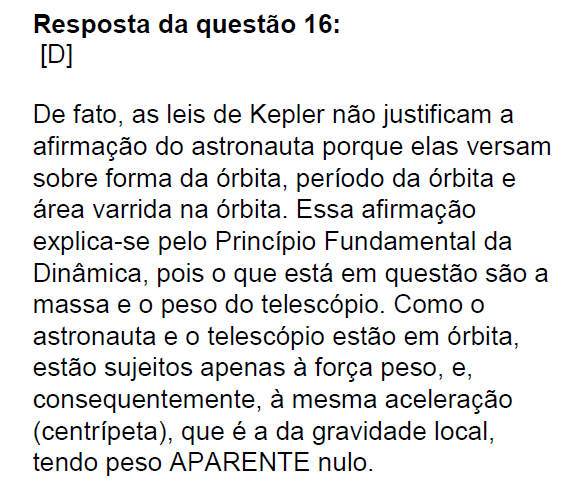 Resposta da questão 16:
[D]
De fato, as leis de Kepler não justificam a
afirmação do astronauta porque elas versam
sobre forma da órbita, período da órbita e
área varrida na órbita. Essa afirmação
explica-se pelo Princípio Fundamental da
Dinâmica, pois o que está em questão são a
massa e o peso do telescópio. Como o
astronauta e o telescópio estão em órbita,
estão sujeitos apenas à força peso, e,
consequentemente, à mesma aceleração
(centrípeta), que é a da gravidade local,
tendo peso APARENTE nulo.